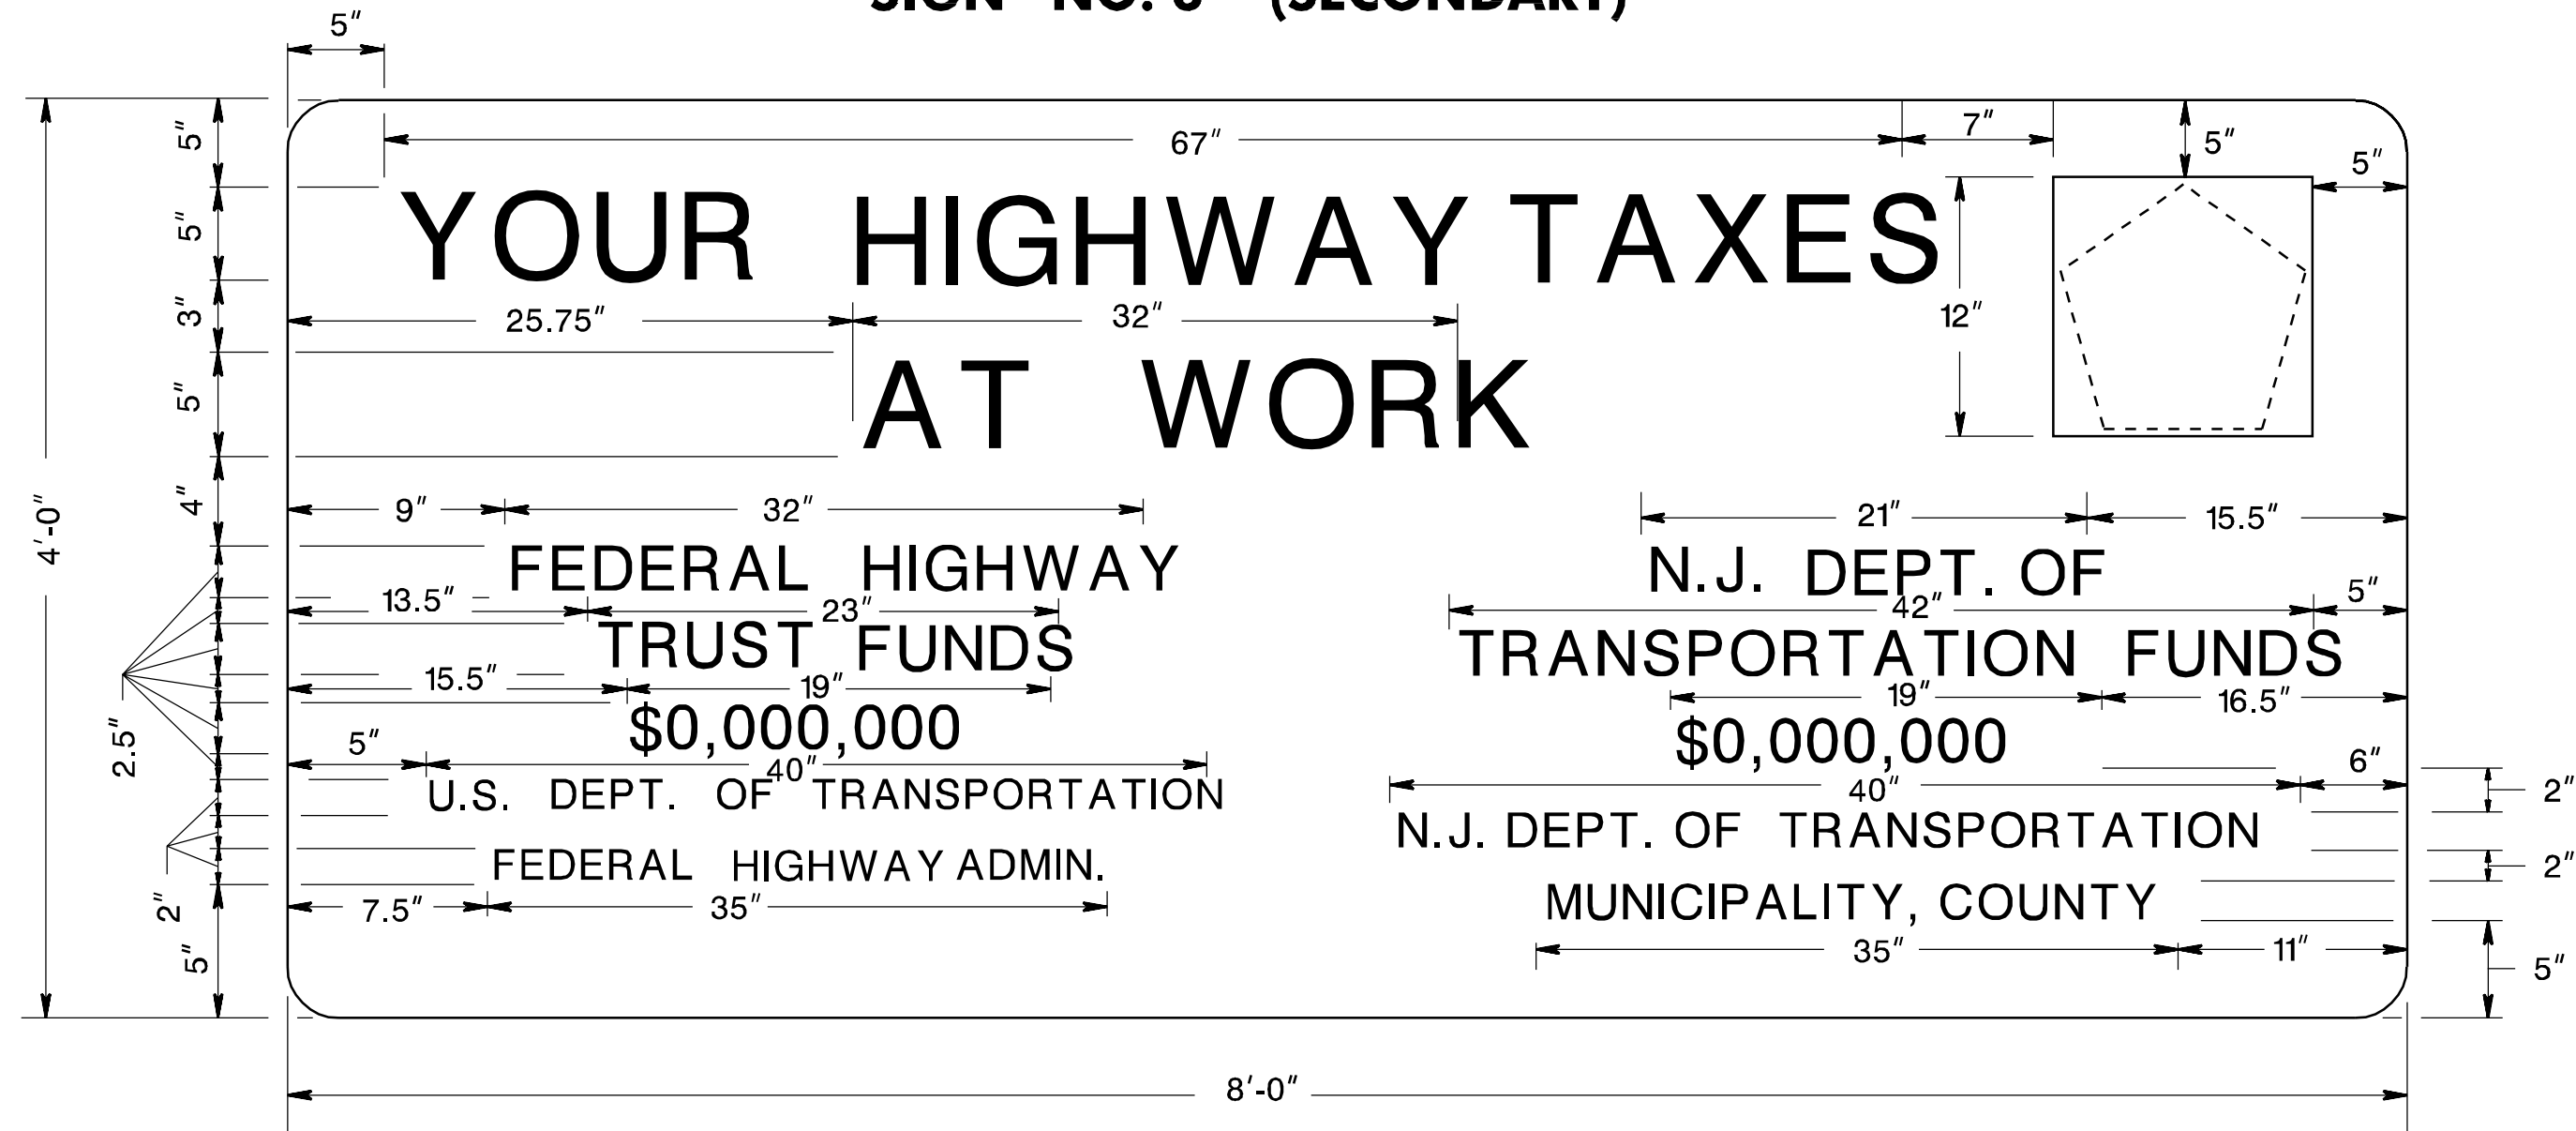 SIGN NO. 6 (SECONDARY)
5"
67" 7" 5"
5" 5"
YOUR HIGHWAY TAXES
5"
3" 25.75" 32" 12"
AT WORK
5"
4'-0" 4" 9" 32" 21" 15.5"
FEDERAL HIGHWAY N.J. DEPT. OF
13.5" 23" 42" 5"
TRUST FUNDS TRANSPORTATION FUNDS
15.5" 19" 19" 16.5"
$0,000,000 $0,000,000
2.5" 5" 40" 6"
U.S. DEPT. OF TRANSPORTATION 40" 2"
N.J. DEPT. OF TRANSPORTATION
FEDERAL HIGHWAY ADMIN. 2"
2" 7.5" 35" MUNICIPALITY, COUNTY
5" 35" 11" 5"
8'-0"